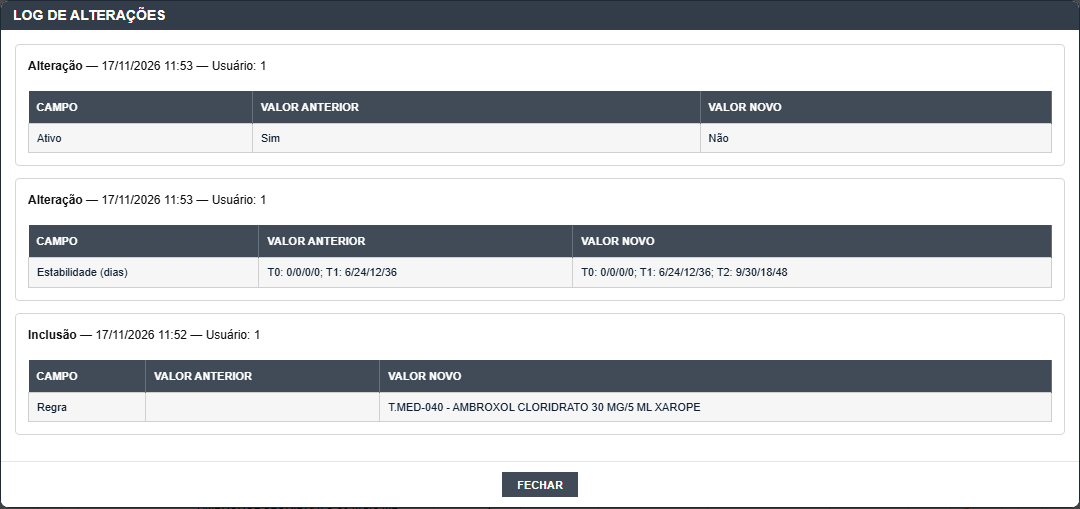 LOG DE ALTERAÇÕES
Alteração — 17/11/2026 11:53 — Usuário: 1
CAMPO VALOR ANTERIOR VALOR NOVO
Ativo Sim Não
Alteração — 17/11/2026 11:53 — Usuário: 1
CAMPO VALOR ANTERIOR VALOR NOVO
Estabilidade (dias) T0: 0/0/0/0; T1: 6/24/12/36 T0: 0/0/0/0; T1: 6/24/12/36; T2: 9/30/18/48
Inclusão — 17/11/2026 11:52 — Usuário: 1
CAMPO VALOR ANTERIOR VALOR NOVO
Regra T.MED-040 - AMBROXOL CLORIDRATO 30 MG/5 ML XAROPE
FECHAR